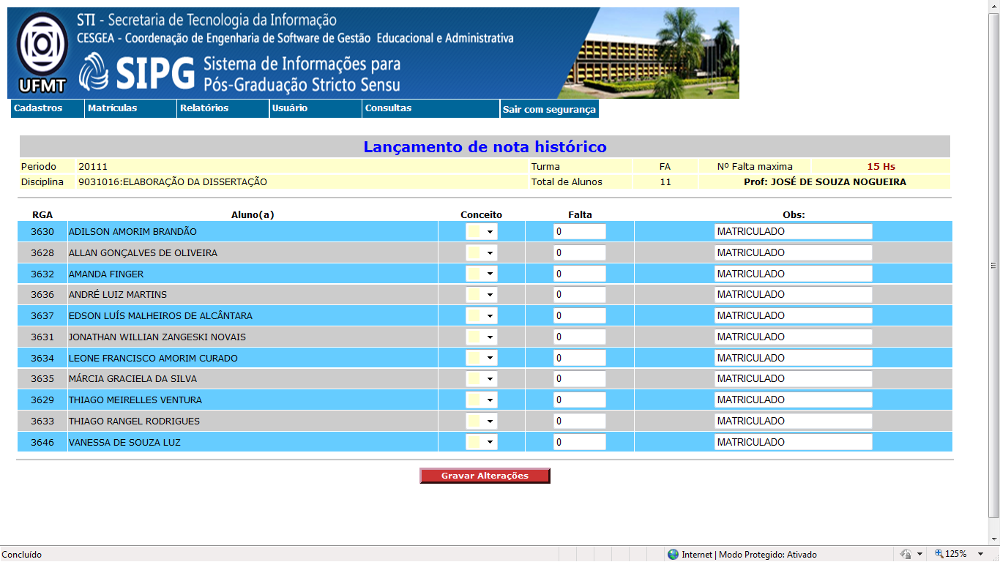 STI - Secretaria de Tecnologia da Informação
CESGEA - Coordenação de Engenharia de Software de Gestão Educacional e Administrativa
UFMT
SIPG Sistema de Informações para
Pós-Graduação Stricto Sensu
Cadastros Matrículas Relatórios Usuário Consultas Sair com segurança
Lançamento de nota histórico
Periodo 20111 Turma FA Nº Falta maxima 15 Hs
Disciplina 9031016:ELABORAÇÃO DA DISSERTAÇÃO Total de Alunos 11 Prof: JOSÉ DE SOUZA NOGUEIRA
RGA Aluno(a) Conceito Falta Obs:
3630 ADILSON AMORIM BRANDÃO 0 MATRICULADO
3628 ALLAN GONÇALVES DE OLIVEIRA 0 MATRICULADO
3632 AMANDA FINGER 0 MATRICULADO
3636 ANDRÉ LUIZ MARTINS 0 MATRICULADO
3637 EDSON LUÍS MALHEIROS DE ALCÂNTARA 0 MATRICULADO
3631 JONATHAN WILLIAN ZANGESKI NOVAIS 0 MATRICULADO
3634 LEONE FRANCISCO AMORIM CURADO 0 MATRICULADO
3635 MÁRCIA GRACIELA DA SILVA 0 MATRICULADO
3629 THIAGO MEIRELLES VENTURA 0 MATRICULADO
3633 THIAGO RANGEL RODRIGUES 0 MATRICULADO
3646 VANESSA DE SOUZA LUZ 0 MATRICULADO
Gravar Alterações
Concluído Internet | Modo Protegido: Ativado 125%